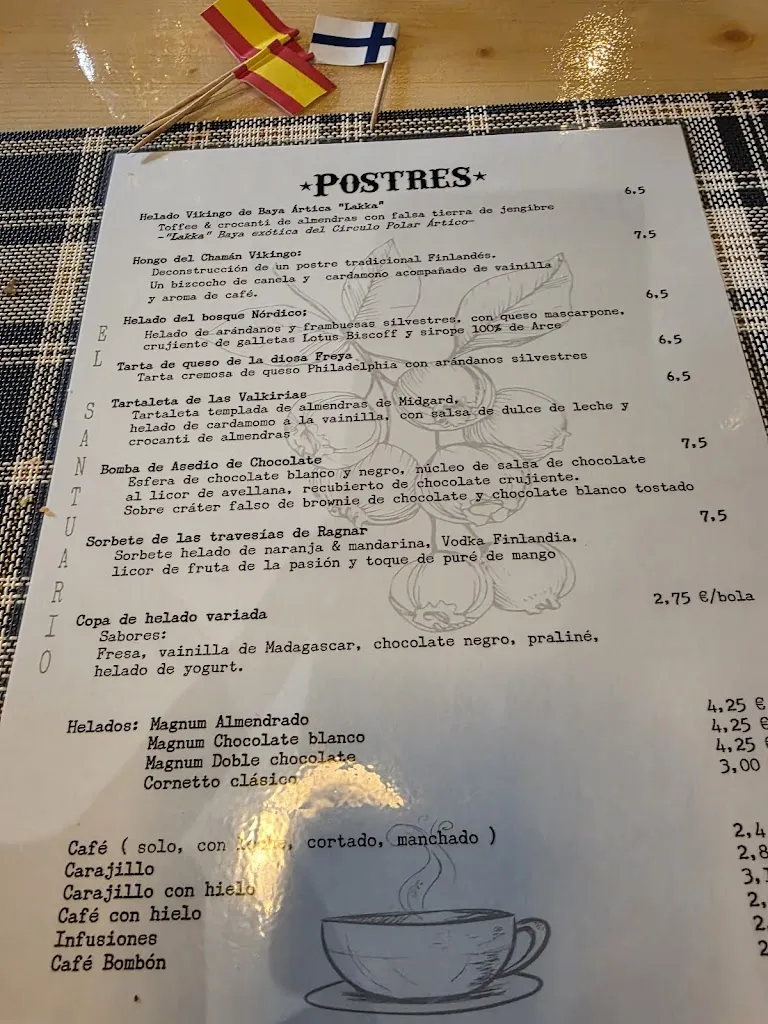 ★POSTRES★
Helado Vikingo de Baya Ártica "Lakka" 6.5
Toffee & crocanti de almendras con falsa tierra de jengibre
-"Lakka" Baya exótica del Círculo Polar Ártico-
Hongo del Chamán Vikingo: 7.5
Deconstrucción de un postre tradicional Finlandés.
Un bizcocho de canela y cardamomo acompañado de vainilla
y aroma de café.
Helado del bosque Nórdico: 6.5
Helado de arándanos y frambuesas silvestres, con queso mascarpone,
crujiente de galletas Lotus Biscoff y sirope 100% de Arce
Tarta de queso de la diosa Freya 6.5
Tarta cremosa de queso Philadelphia con arándanos silvestres
Tartaleta de las Valkirias 6.5
Tartaleta templada de almendras de Midgard,
helado de cardamomo a la vainilla, con salsa de dulce de leche y
crocanti de almendras
Bomba de Asedio de Chocolate 7.5
Esfera de chocolate blanco y negro, núcleo de salsa de chocolate
al licor de avellana, recubierto de chocolate crujiente.
Sobre cráter falso de brownie de chocolate y chocolate blanco tostado
Sorbete de las travesías de Ragnar 7,5
Sorbete helado de naranja & mandarina, Vodka Finlandia,
licor de fruta de la pasión y toque de puré de mango
Copa de helado variada 2,75 €/bola
Sabores:
Fresa, vainilla de Madagascar, chocolate negro, praliné,
helado de yogurt.
Helados: Magnum Almendrado 4,25 €
Magnum Chocolate blanco 4,25 €
Magnum Doble chocolate 4,25 €
Cornetto clásico 3,00
Café ( solo, con cortado, manchado ) 2,4
Carajillo 2,8
Carajillo con hielo 3,1
Café con hielo 2,
Infusiones 2
Café Bombón 2
EL SANTUARIO